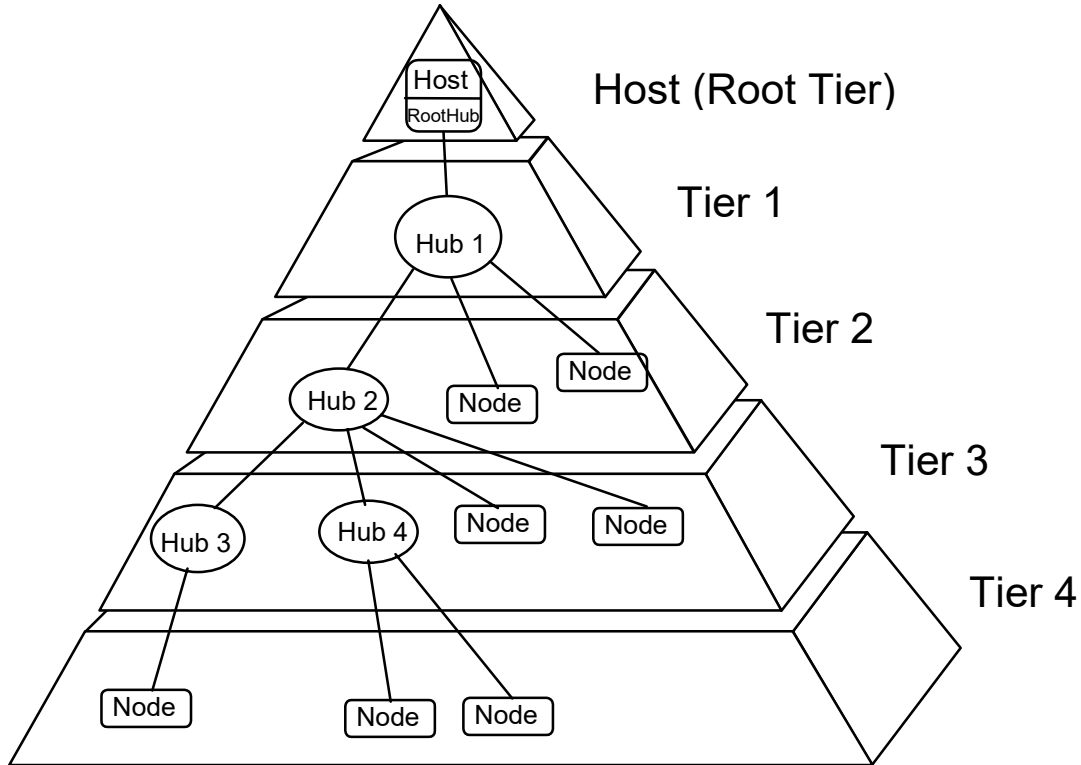 Host
RootHub
Host (Root Tier)
Hub 1
Tier 1
Hub 2
Node
Node
Tier 2
Hub 3
Hub 4
Node
Node
Tier 3
Node
Node
Node
Tier 4